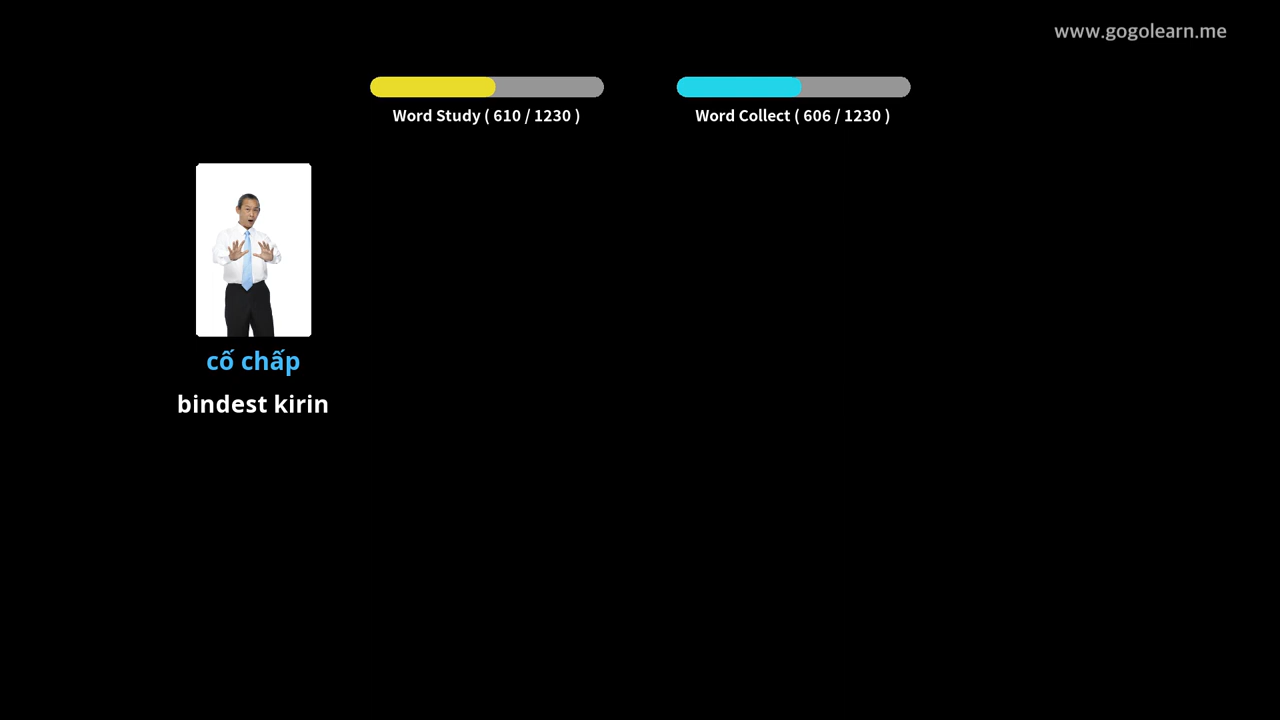 www.gogolearn.me
Word Study ( 610 / 1230 )
Word Collect ( 606 / 1230 )
cố chấp
bindest kirin